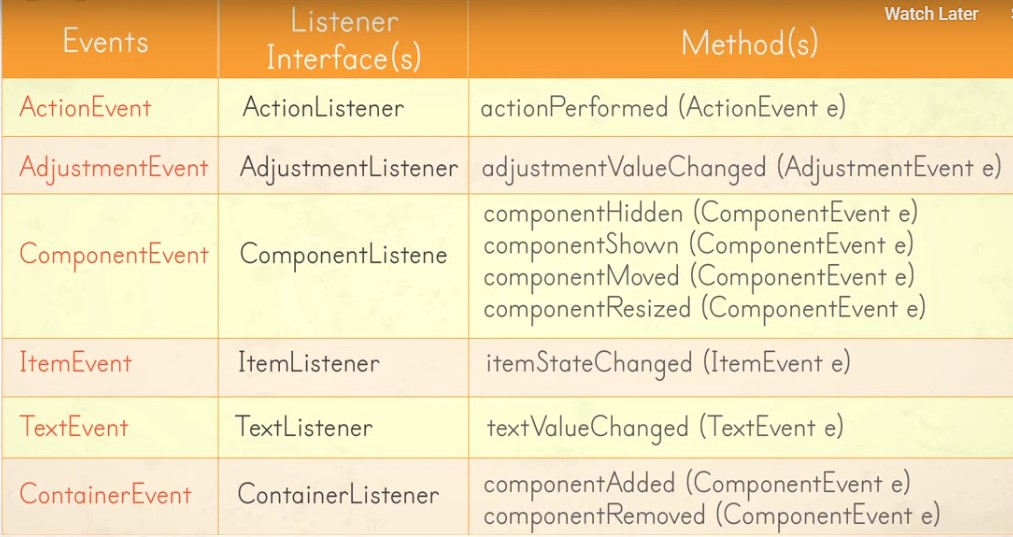 Watch Later
Events
Listener
Interface(s)
Method(s)
ActionEvent
ActionListener
actionPerformed (ActionEvent e)
AdjustmentEvent
AdjustmentListener
adjustmentValueChanged (AdjustmentEvent e)
ComponentEvent
ComponentListene
componentHidden (ComponentEvent e)
componentShown (ComponentEvent e)
componentMoved (ComponentEvent e)
componentResized (ComponentEvent e)
ItemEvent
ItemListener
itemStateChanged (ItemEvent e)
TextEvent
TextListener
textValueChanged (TextEvent e)
ContainerEvent
ContainerListener
componentAdded (ComponentEvent e)
componentRemoved (ComponentEvent e)